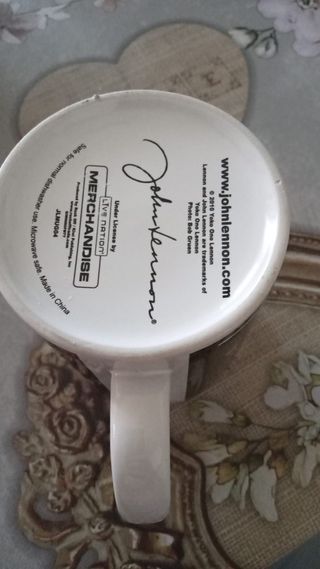 www.johnlennon.com
© 2010 Yoko Ono Lennon
Lennon and John Lennon are trademarks of
Yoko Ono Lennon
Photo: Bob Gruen
John Lennon®
Under License by
LIVE NATION
MERCHANDISE
JLMUG04
Safe for normal dishwasher use. Microwave safe. Made in China